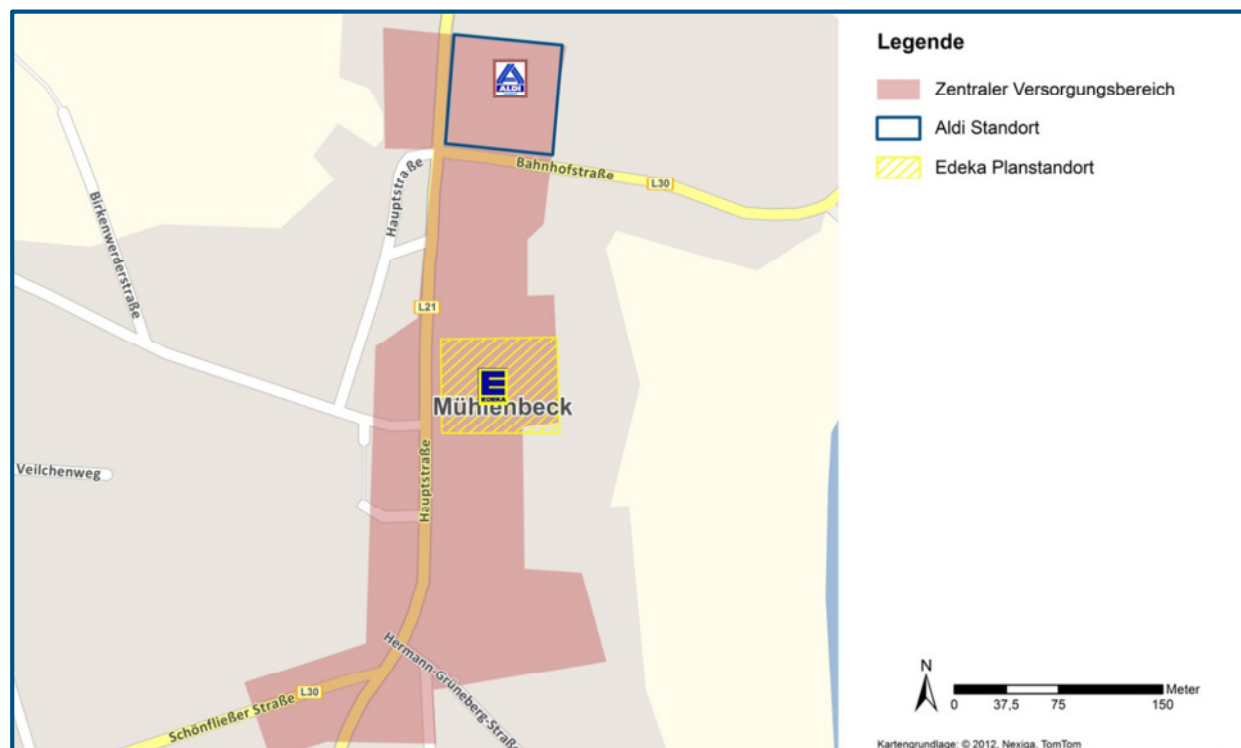 ALDI
Bahnhofstraße
L30
Hauptstraße
Birkenwerderstraße
L21
EDEKA
Mühlenbeck
Hauptstraße
Veilchenweg
Hermann-Grüneberg-Straße
L30
Schönfließer Straße
Legende
Zentraler Versorgungsbereich
Aldi Standort
Edeka Planstandort
N
Meter
0 37,5 75 150
Kartengrundlage: © 2012, Nexiga, TomTom